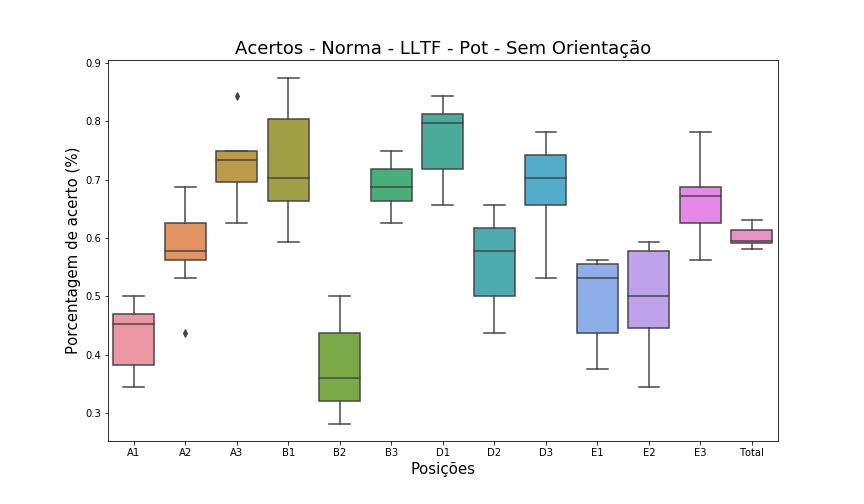 Acertos - Norma - LLTF - Pot - Sem Orientação
Porcentagem de acerto (%)
0.9
0.8
0.7
0.6
0.5
0.4
0.3
A1 A2 A3 B1 B2 B3 D1 D2 D3 E1 E2 E3 Total
Posições